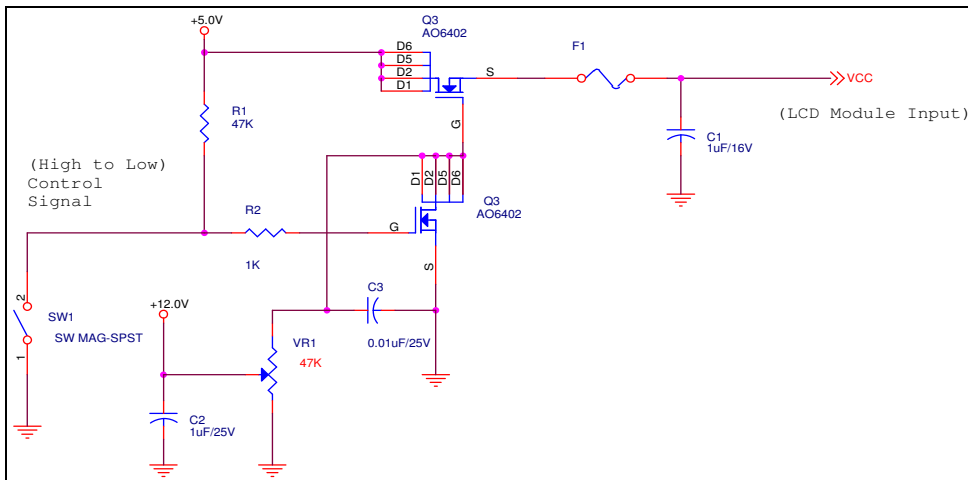 +5.0V
Q3
AO6402
D6
D5
D2
D1
S
G
F1
VCC
(LCD Module Input)
R1
47K
C1
1uF/16V
(High to Low)
Control
Signal
D1
D2
D5
D6
Q3
AO6402
R2
1K
G
S
2
1
SW1
SW MAG-SPST
+12.0V
C3
0.01uF/25V
VR1
47K
C2
1uF/25V